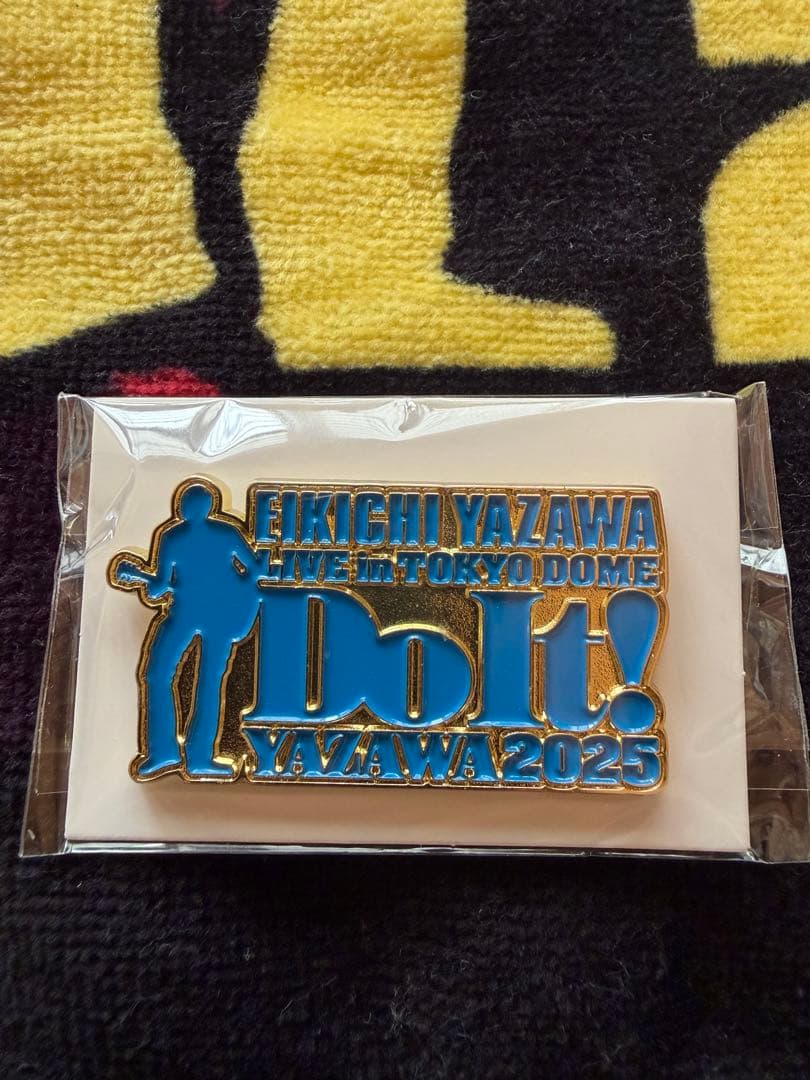 EIKICHI YAZAWA
LIVE in TOKYO DOME
Do It!
YAZAWA 2025